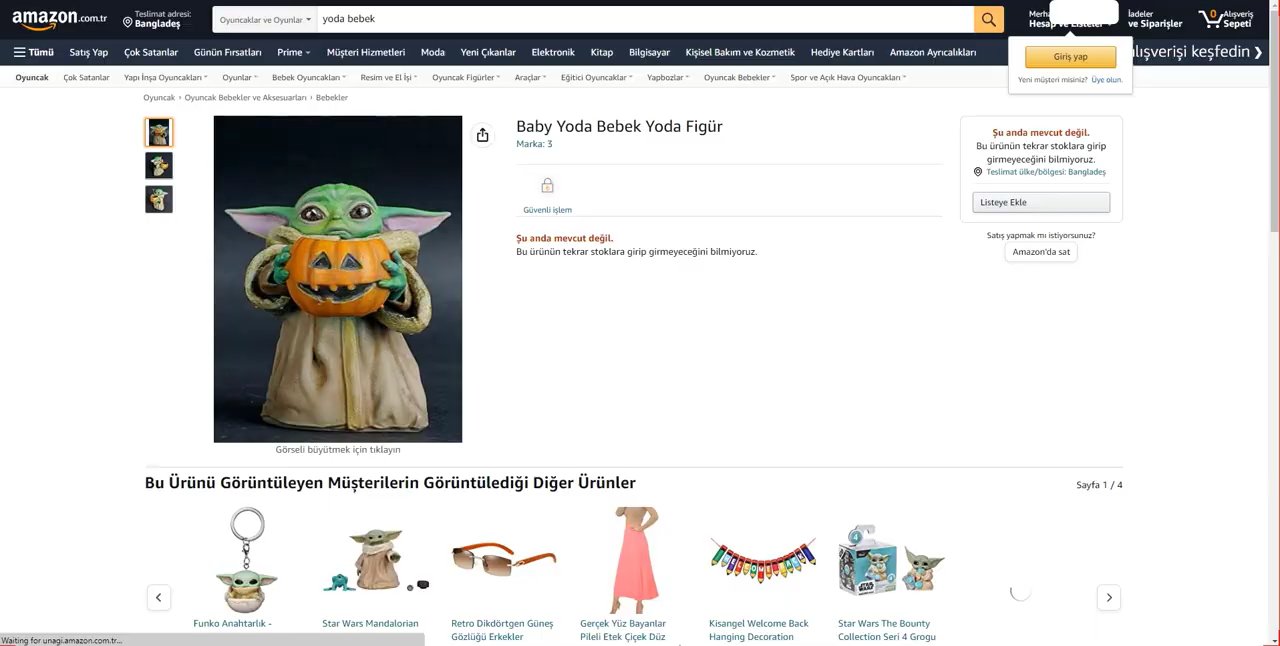 amazon.com.tr
Teslimat adresi:
Bangladeş
Oyuncaklar ve Oyunlar
yoda bebek
Merha
Hesap ve Listeler
İadeler
ve Siparişler
0
Alışveriş
Sepeti
Tümü
Satış Yap
Çok Satanlar
Günün Fırsatları
Prime
Müşteri Hizmetleri
Moda
Yeni Çıkanlar
Elektronik
Kitap
Bilgisayar
Kişisel Bakım ve Kozmetik
Hediye Kartları
Amazon Ayrıcalıkları
alışverişi keşfedin
Giriş yap
Yeni müşteri misiniz? Üye olun.
Oyuncak
Çok Satanlar
Yapı İnşa Oyuncakları
Oyunlar
Bebek Oyuncakları
Resim ve El İşi
Oyuncak Figürler
Araçlar
Eğitici Oyuncaklar
Yapbozlar
Oyuncak Bebekler
Spor ve Açık Hava Oyuncakları
Oyuncak › Oyuncak Bebekler ve Aksesuarları › Bebekler
Baby Yoda Bebek Yoda Figür
Marka: 3
Güvenli işlem
Şu anda mevcut değil.
Bu ürünün tekrar stoklara girip girmeyeceğini bilmiyoruz.
Şu anda mevcut değil.
Bu ürünün tekrar stoklara girip
girmeyeceğini bilmiyoruz.
Teslimat ülke/bölgesi: Bangladeş
Listeye Ekle
Satış yapmak mı istiyorsunuz?
Amazon'da sat
Görseli büyütmek için tıklayın
Bu Ürünü Görüntüleyen Müşterilerin Görüntülediği Diğer Ürünler
Sayfa 1 / 4
4
STAR WARS
Funko Anahtarlık -
Star Wars Mandalorian
Retro Dikdörtgen Güneş
Gözlüğü Erkekler
Gerçek Yüz Bayanlar
Pileli Etek Çiçek Düz
Kisangel Welcome Back
Hanging Decoration
Star Wars The Bounty
Collection Seri 4 Grogu
Waiting for unagi.amazon.com.tr...